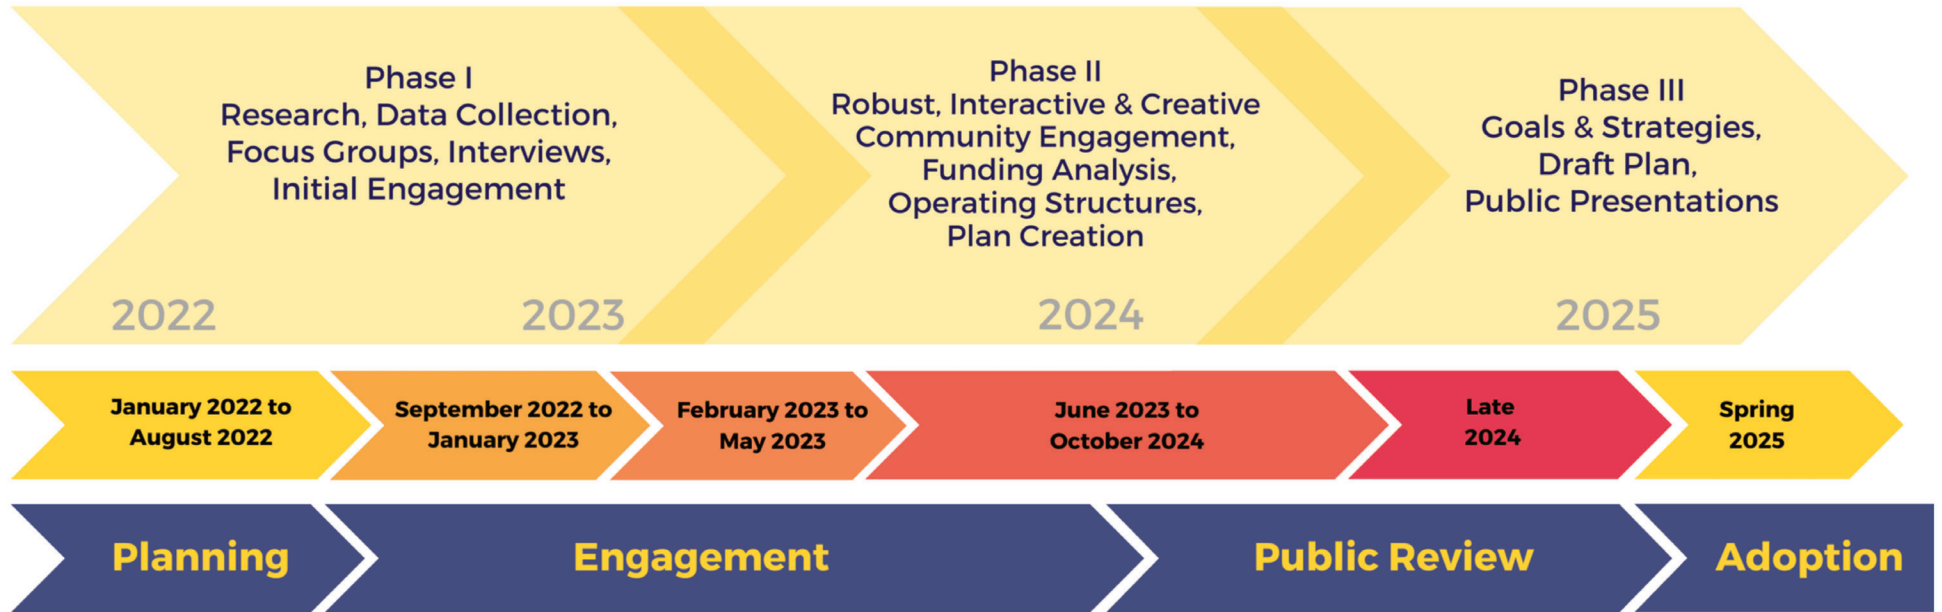 Phase I
Research, Data Collection,
Focus Groups, Interviews,
Initial Engagement
Phase II
Robust, Interactive & Creative
Community Engagement,
Funding Analysis,
Operating Structures,
Plan Creation
Phase III
Goals & Strategies,
Draft Plan,
Public Presentations
2022
2023
2024
2025
January 2022 to
August 2022
September 2022 to
January 2023
February 2023 to
May 2023
June 2023 to
October 2024
Late
2024
Spring
2025
Planning
Engagement
Public Review
Adoption